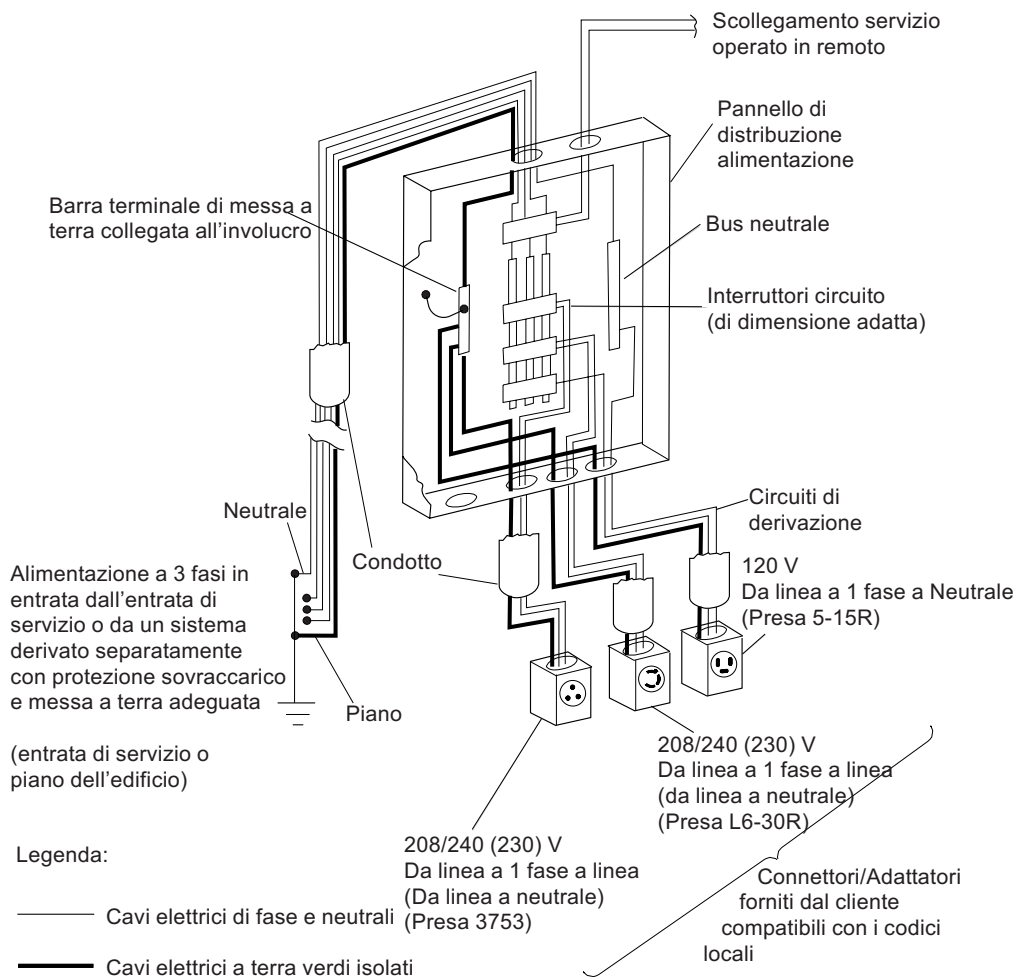 Scollegamento servizio
operato in remoto
Pannello di
distribuzione
alimentazione
Barra terminale di messa a
terra collegata all'involucro
Bus neutrale
Interruttori circuito
(di dimensione adatta)
Neutrale
Condotto
Circuiti di
derivazione
Alimentazione a 3 fasi in
entrata dall'entrata di
servizio o da un sistema
derivato separatamente
con protezione sovraccarico
e messa a terra adeguata
(entrata di servizio o
piano dell'edificio)
Piano
120 V
Da linea a 1 fase a Neutrale
(Presa 5-15R)
208/240 (230) V
Da linea a 1 fase a linea
(da linea a neutrale)
(Presa L6-30R)
208/240 (230) V
Da linea a 1 fase a linea
(Da linea a neutrale)
(Presa 3753)
Connettori/Adattatori
forniti dal cliente
compatibili con i codici
locali
Legenda:
Cavi elettrici di fase e neutrali
Cavi elettrici a terra verdi isolati